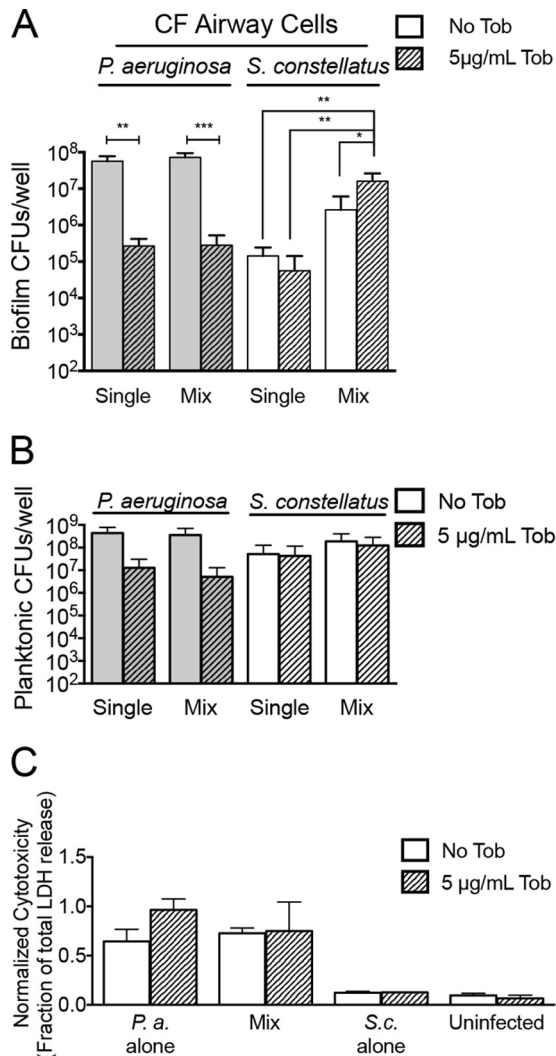 A
CF Airway Cells
P. aeruginosa S. constellatus
No Tob
5µg/mL Tob
** *** ** ** *
Biofilm CFUs/well
10^8
10^7
10^6
10^5
10^4
10^3
10^2
Single Mix Single Mix
B
P. aeruginosa S. constellatus
No Tob
5 µg/mL Tob
Planktonic CFUs/well
10^9
10^8
10^7
10^6
10^5
10^4
10^3
10^2
Single Mix Single Mix
C
No Tob
5 µg/mL Tob
Normalized Cytotoxicity
(Fraction of total LDH release)
1.5
1.0
0.5
0.0
P. a. Mix S.c. Uninfected
alone alone